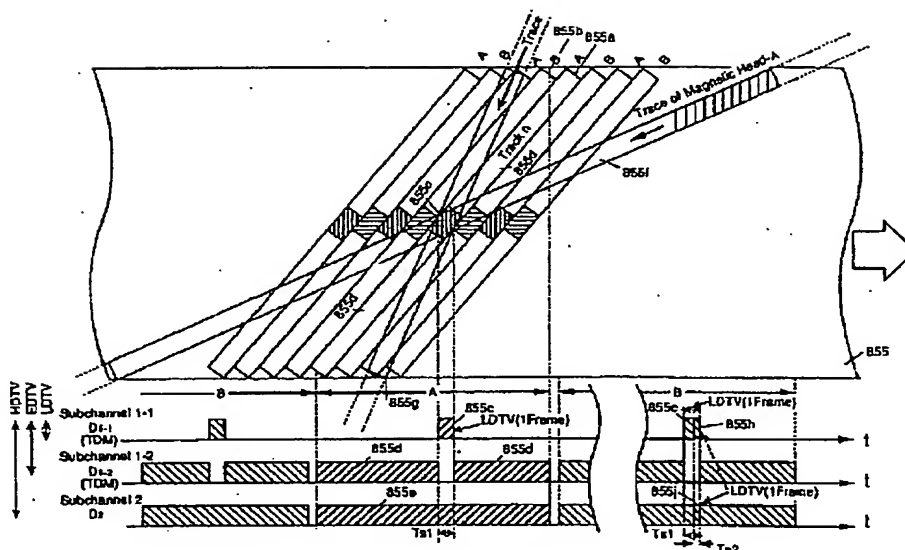 A B A B A B A B
Trace
855b
855a
Trace of Magnetic Head-A
Track n
855d
855f
855c
855d
855
855g
HDTV
EDTV
LDTV
B A B
Subchannel 1-1
D1-1
(TDM)
855c
LDTV(1Frame)
855c
LDTV(1Frame)
855h
t
Subchannel 1-2
D1-2
(TDM)
855d
855d
t
Subchannel 2
D2
855e
855j
LDTV(1Frame)
t
Ts1
Ts1
Ts2